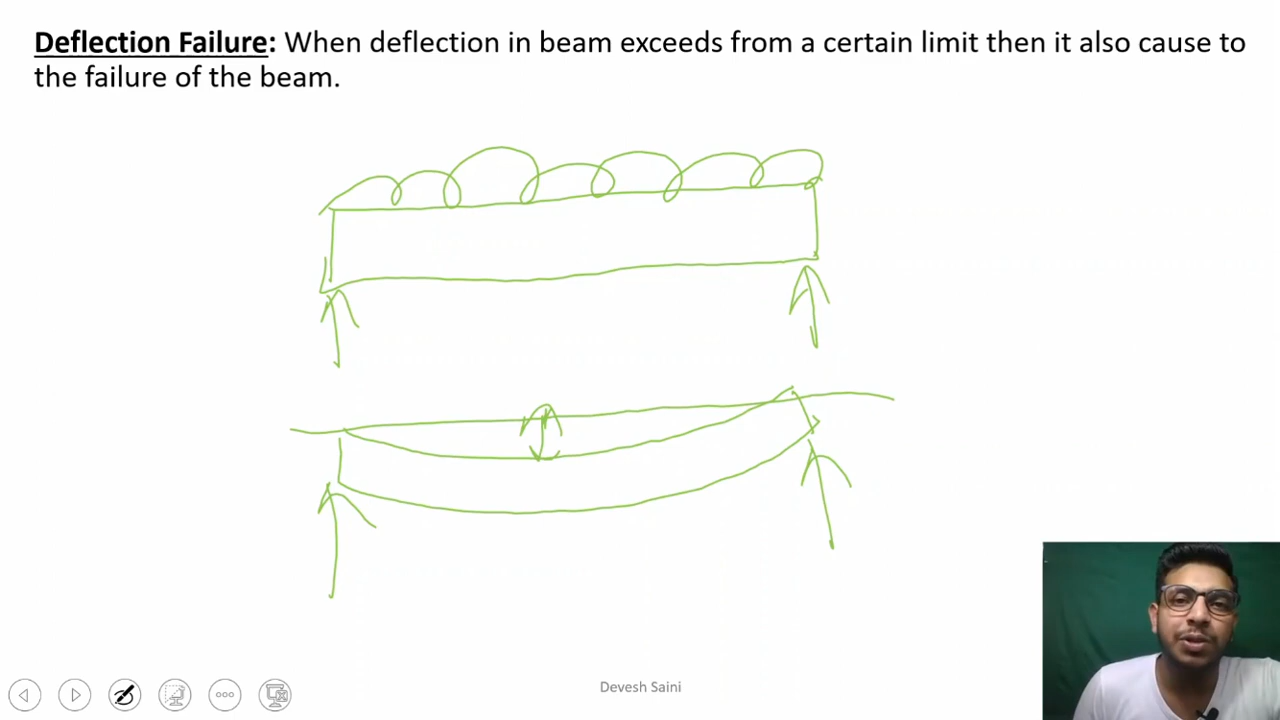 Deflection Failure: When deflection in beam exceeds from a certain limit then it also cause to
the failure of the beam.
Devesh Saini